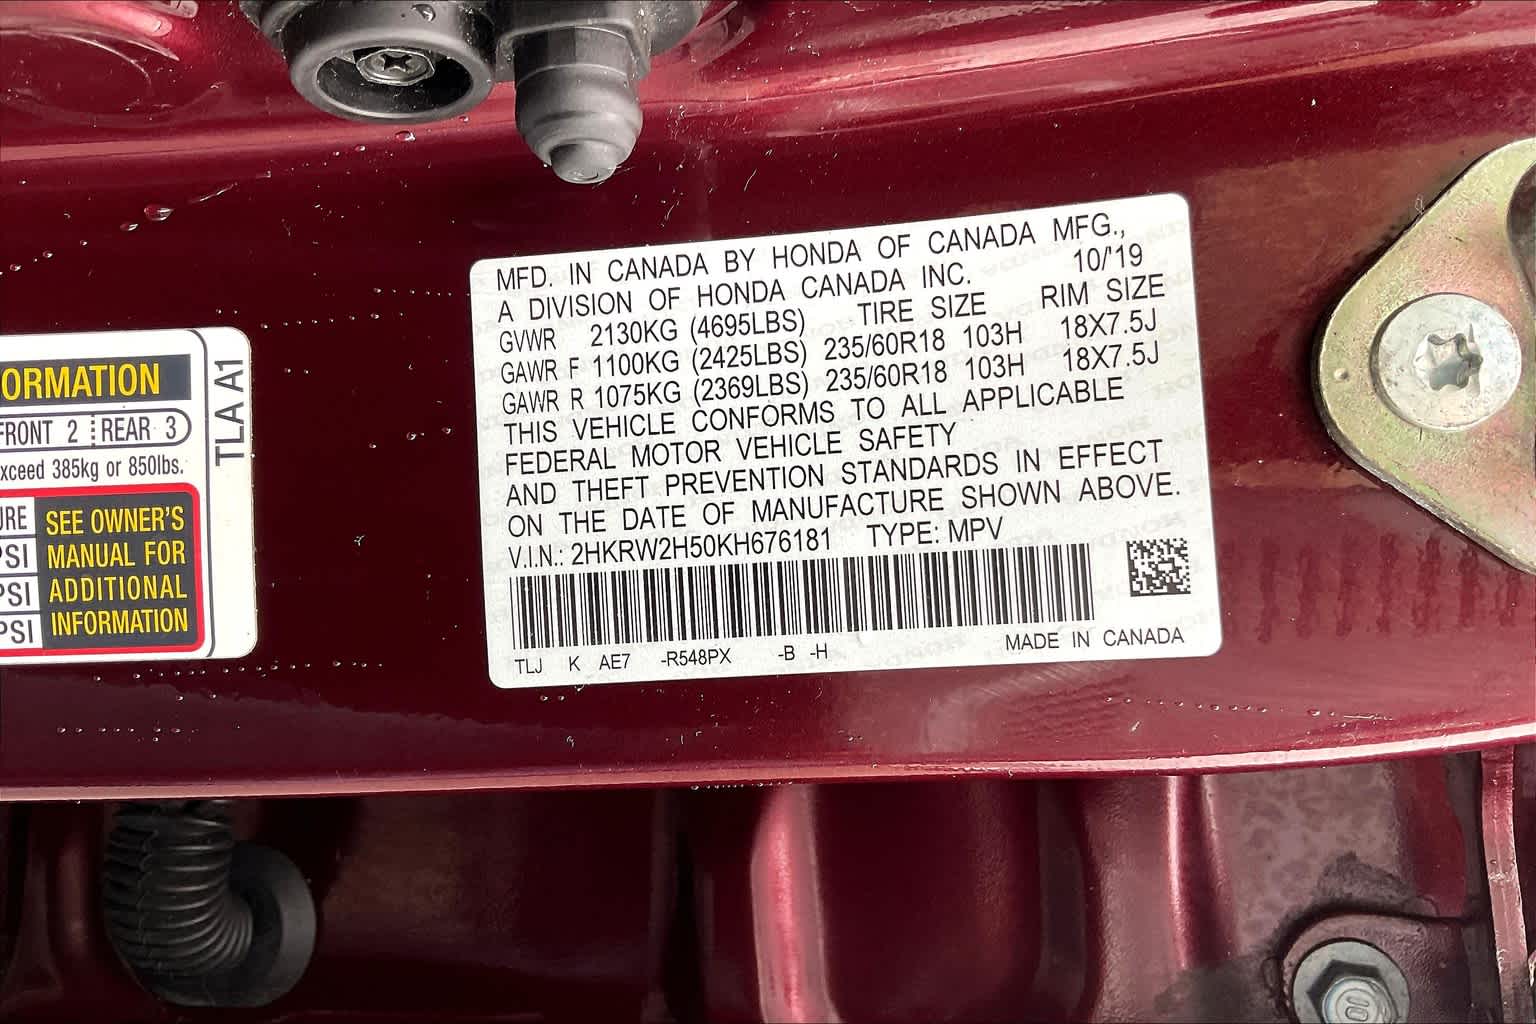 MFD. IN CANADA BY HONDA OF CANADA MFG.,
A DIVISION OF HONDA CANADA INC. 10/'19
GVWR 2130KG (4695LBS) TIRE SIZE RIM SIZE
GAWR F 1100KG (2425LBS) 235/60R18 103H 18X7.5J
GAWR R 1075KG (2369LBS) 235/60R18 103H 18X7.5J
THIS VEHICLE CONFORMS TO ALL APPLICABLE
FEDERAL MOTOR VEHICLE SAFETY
AND THEFT PREVENTION STANDARDS IN EFFECT
ON THE DATE OF MANUFACTURE SHOWN ABOVE.
V.I.N.: 2HKRW2H50KH676181 TYPE: MPV
TLJ K AE7 -R548PX -B -H MADE IN CANADA
ORMATION
FRONT 2 REAR 3
xceed 385kg or 850lbs.
URE SEE OWNER'S
PSI MANUAL FOR
PSI ADDITIONAL
PSI INFORMATION
TLA A1